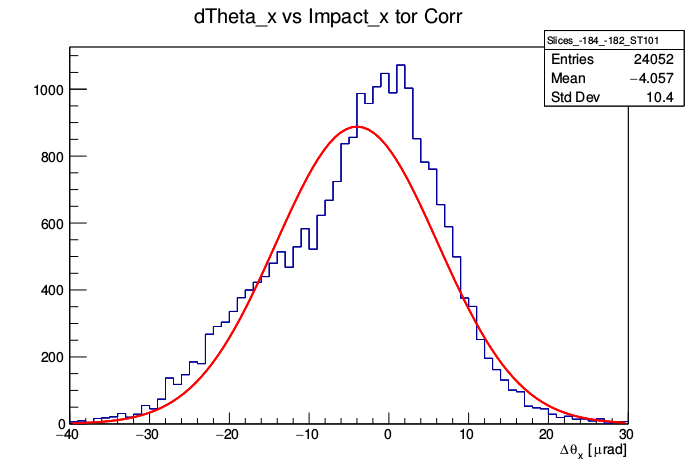 dTheta_x vs Impact_x tor Corr
Slices_-184_-182_ST101
Entries 24052
Mean −4.057
Std Dev 10.4
1000
800
600
400
200
0
−40 −30 −20 −10 0 10 20 30
Δθx [μrad]